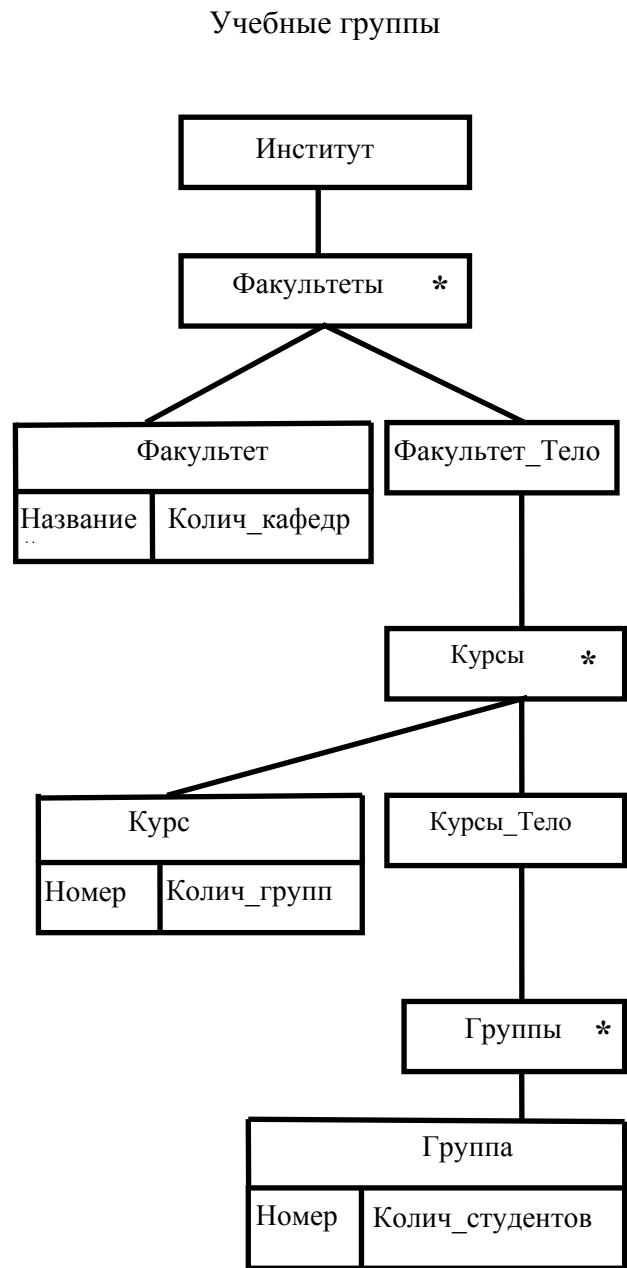 Учебные группы
Институт
Факультеты *
Факультет
Факультет_Тело
Название
Колич_кафедр
Курсы *
Курс
Курсы_Тело
Номер
Колич_групп
Группы *
Группа
Номер
Колич_студентов